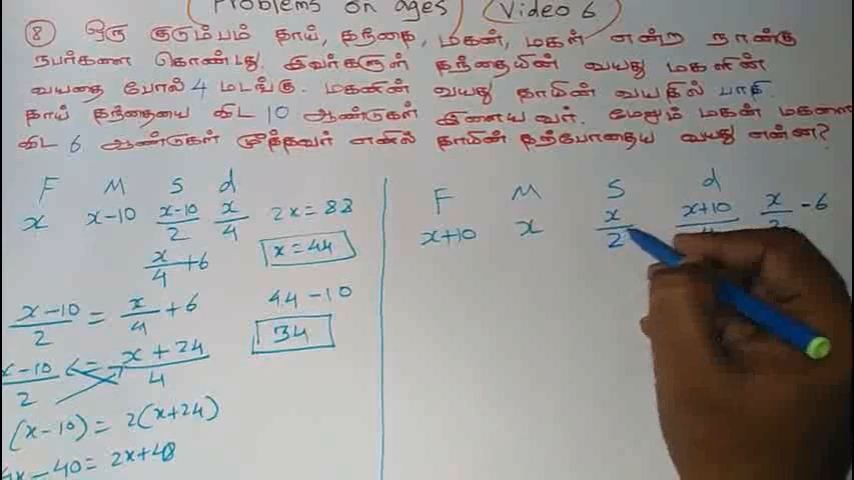 Problems on ages Video 6
8 ஒரு குடும்பம் தாய், தந்தை, மகன், மகள் என்ற நான்கு
நபர்களை கொண்டது. இவர்களுள் தந்தையின் வயது மகளின்
வயதை போல் 4 மடங்கு. மகனின் வயது தாயின் வயதில் பாதி.
தாய் தந்தையை விட 10 ஆண்டுகள் இளையவர். மேலும் மகன் மகளை
விட 6 ஆண்டுகள் மூத்தவர் எனில் தாயின் தற்போதைய வயது என்ன?
F M S d
x x-10 x-10/2 x/4 2x=88
x/4+6 x=44
x-10/2 = x/4 + 6 44-10
34
x-10/2 = x+24/4
(x-10) = 2(x+24)
4x-40 = 2x+48
F M S d
x+10 x x/2 x+10/4 x/2 -6